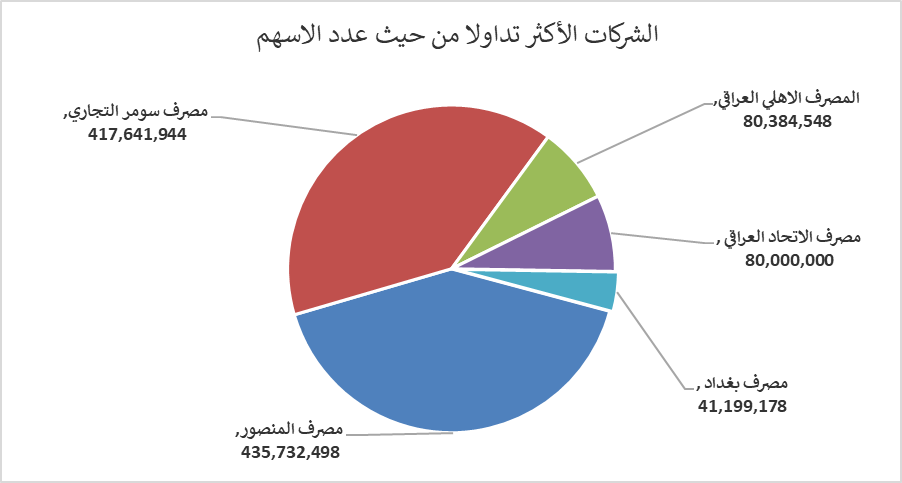 الشركات الأكثر تداولا من حيث عدد الاسهم
المصرف الاهلي العراقي,
80,384,548
مصرف سومر التجاري,
417,641,944
مصرف الاتحاد العراقي ,
80,000,000
مصرف بغداد ,
41,199,178
مصرف المنصور,
435,732,498